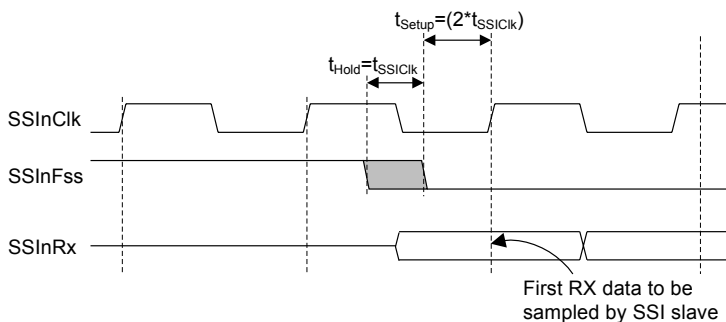 tSetup=(2*tSSIClk)
tHold=tSSIClk
SSInClk
SSInFss
SSInRx
First RX data to be
sampled by SSI slave